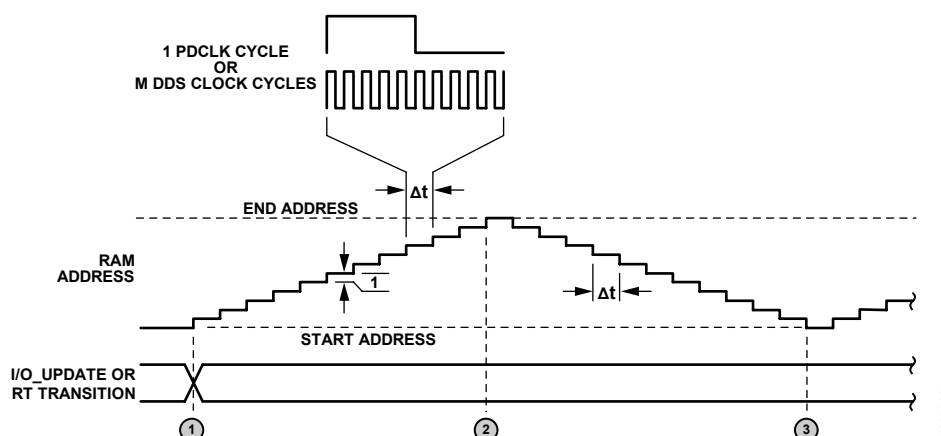 1 PDCLK CYCLE
OR
M DDS CLOCK CYCLES
Δt
END ADDRESS
RAM
ADDRESS
1
Δt
START ADDRESS
I/O_UPDATE OR
RT TRANSITION
1
2
3